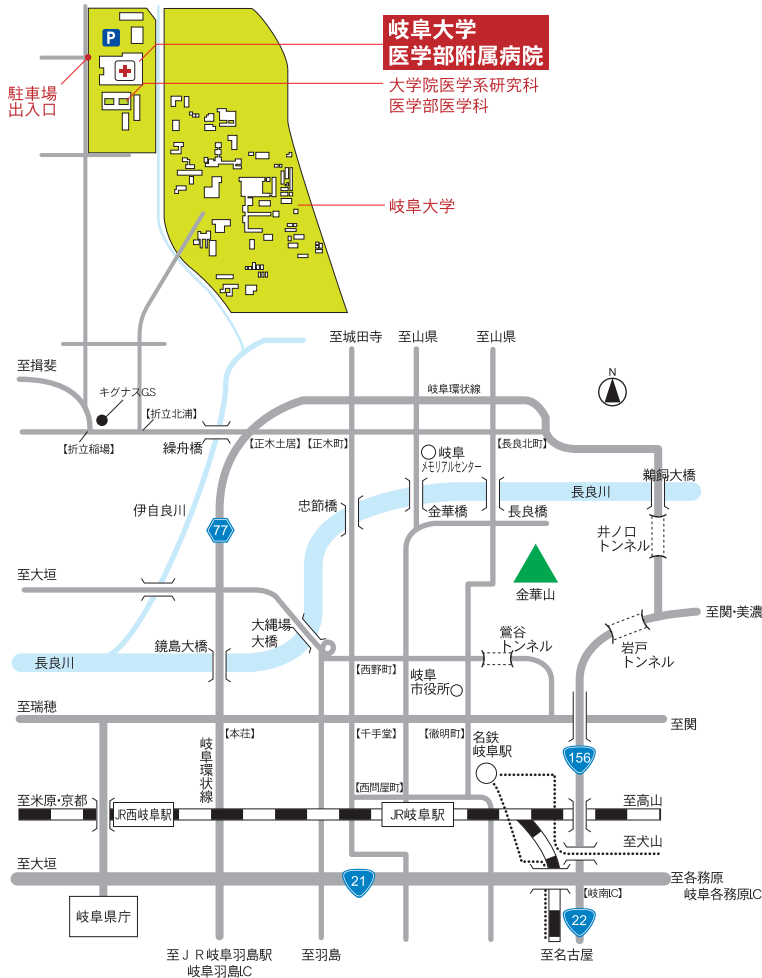 P
岐阜大学
医学部附属病院
大学院医学系研究科
医学部医学科
駐車場
出入口
岐阜大学
至城田寺
至山県
至山県
至揖斐
キグナスG.S
岐阜環状線
N
【折立北浦】
【折立稲場】
繰舟橋
【正木土居】
【正木町】
【長良北町】
岐阜
メモリアルセンター
鵜飼大橋
長良川
伊自良川
忠節橋
金華橋
長良橋
77
井ノ口
トンネル
至大垣
金華山
大縄場
大橋
鶯谷
トンネル
至関・美濃
鏡島大橋
岩戸
トンネル
長良川
【西野町】
岐阜
市役所
至瑞穂
至関
【本荘】
【千手堂】
【徹明町】
名鉄
岐阜駅
岐阜環状線
156
【西問屋町】
至米原・京都
JR西岐阜駅
JR岐阜駅
至高山
至犬山
至大垣
21
至各務原
岐阜各務原IC
【岐南IC】
岐阜県庁
22
至JR岐阜羽島駅
岐阜羽島IC
至羽島
至名古屋